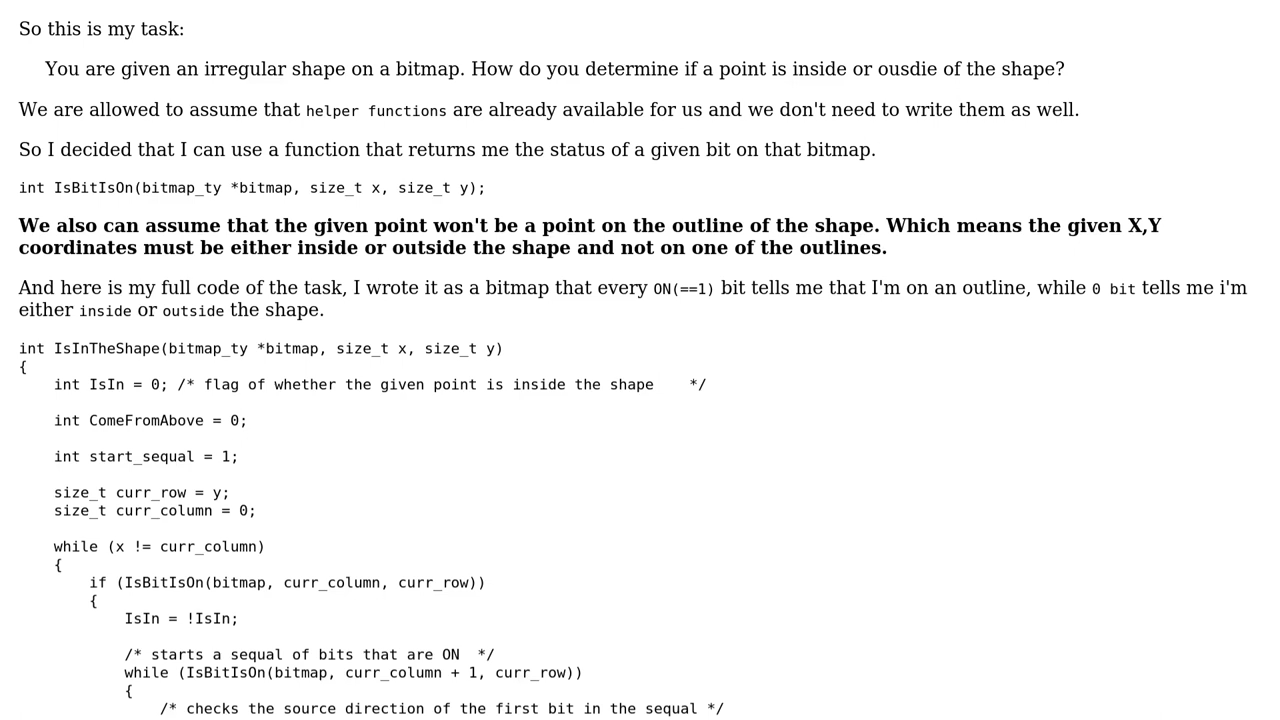 So this is my task:
You are given an irregular shape on a bitmap. How do you determine if a point is inside or ousdie of the shape?
We are allowed to assume that helper functions are already available for us and we don't need to write them as well.
So I decided that I can use a function that returns me the status of a given bit on that bitmap.
int IsBitIsOn(bitmap_ty *bitmap, size_t x, size_t y);
We also can assume that the given point won't be a point on the outline of the shape. Which means the given X,Y
coordinates must be either inside or outside the shape and not on one of the outlines.
And here is my full code of the task, I wrote it as a bitmap that every ON(==1) bit tells me that I'm on an outline, while 0 bit tells me i'm
either inside or outside the shape.
int IsInTheShape(bitmap_ty *bitmap, size_t x, size_t y)
{
    int IsIn = 0; /* flag of whether the given point is inside the shape    */
    int ComeFromAbove = 0;
    int start_sequal = 1;
    size_t curr_row = y;
    size_t curr_column = 0;
    while (x != curr_column)
    {
        if (IsBitIsOn(bitmap, curr_column, curr_row))
        {
            IsIn = !IsIn;
            /* starts a sequal of bits that are ON  */
            while (IsBitIsOn(bitmap, curr_column + 1, curr_row))
            {
                /* checks the source direction of the first bit in the sequal */